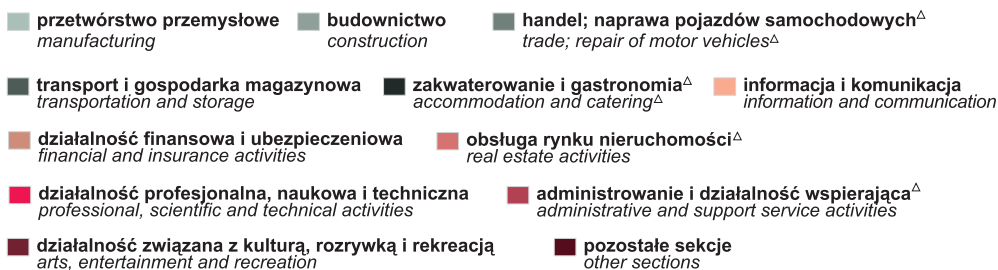 przetwórstwo przemysłowe budownictwo handel; naprawa pojazdów samochodowych△
manufacturing construction trade; repair of motor vehicles△
transport i gospodarka magazynowa zakwaterowanie i gastronomia△ informacja i komunikacja
transportation and storage accommodation and catering△ information and communication
działalność finansowa i ubezpieczeniowa obsługa rynku nieruchomości△
financial and insurance activities real estate activities
działalność profesjonalna, naukowa i techniczna administrowanie i działalność wspierająca△
professional, scientific and technical activities administrative and support service activities
działalność związana z kulturą, rozrywką i rekreacją pozostałe sekcje
arts, entertainment and recreation other sections